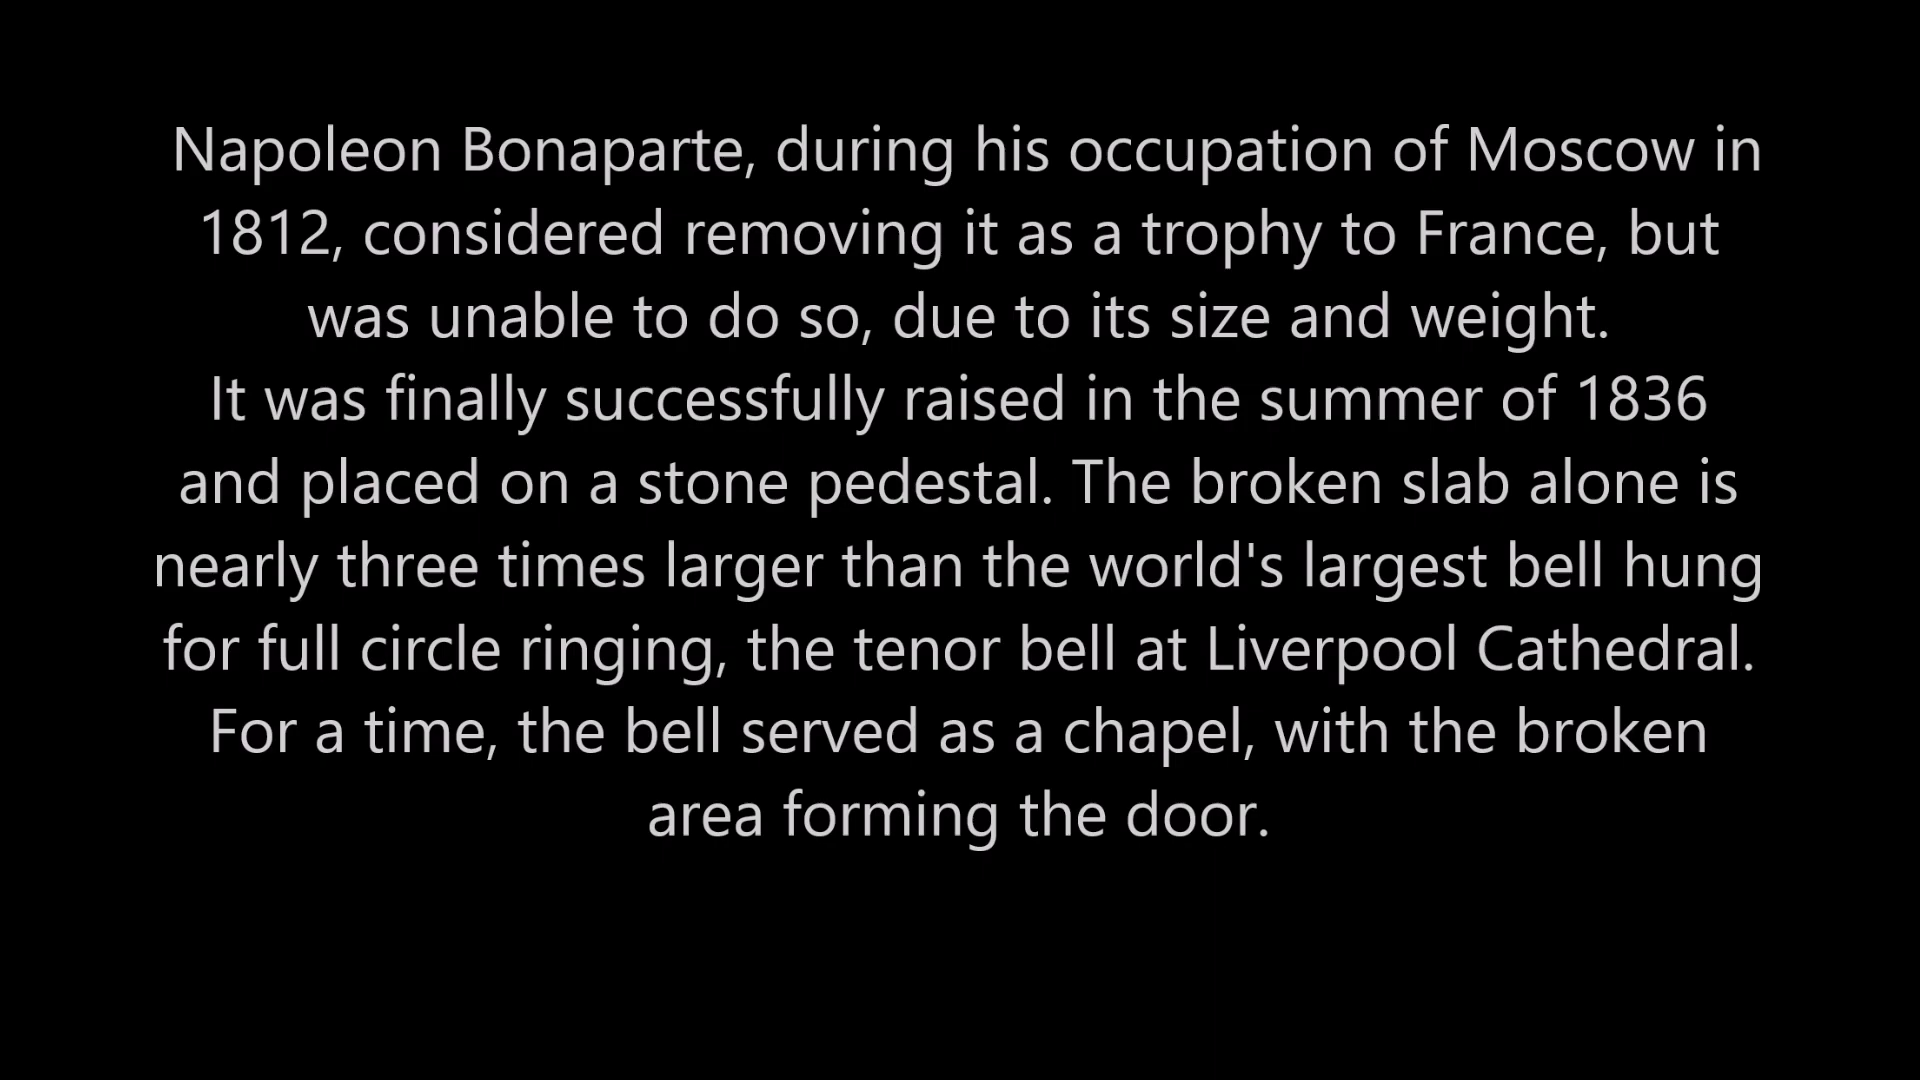 Napoleon Bonaparte, during his occupation of Moscow in
1812, considered removing it as a trophy to France, but
was unable to do so, due to its size and weight.
It was finally successfully raised in the summer of 1836
and placed on a stone pedestal. The broken slab alone is
nearly three times larger than the world's largest bell hung
for full circle ringing, the tenor bell at Liverpool Cathedral.
For a time, the bell served as a chapel, with the broken
area forming the door.